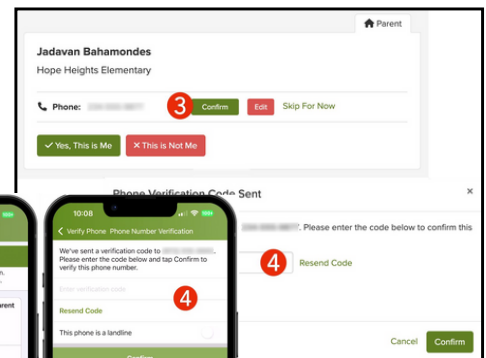 Parent
Jadavan Bahamondes
Hope Heights Elementary
Phone:
3
Confirm
Edit
Skip For Now
Yes, This is Me
This is Not Me
Phone Verification Code Sent
. Please enter the code below to confirm this
4
Resend Code
Cancel
Confirm
10:08
Verify Phone Phone Number Verification
We've sent a verification code to
Please enter the code below and tap Confirm to
verify this phone number.
Enter verification code
4
Resend Code
This phone is a landline
Confirm